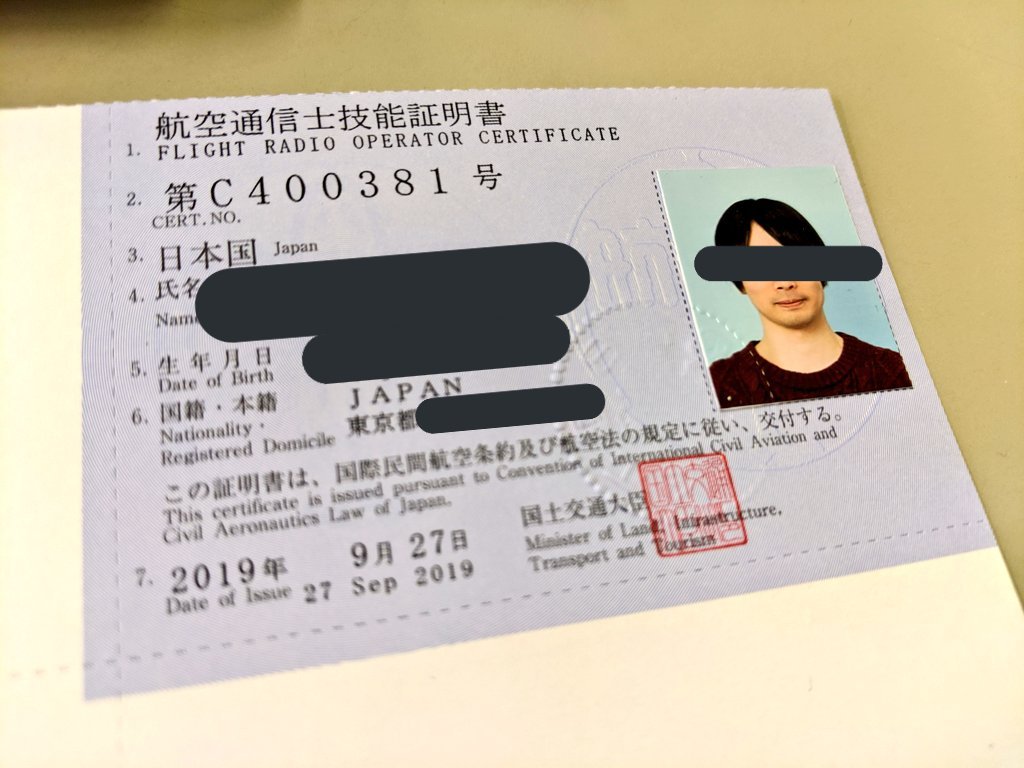 1. 航空通信士技能証明書
FLIGHT RADIO OPERATOR CERTIFICATE
2. 第C400381号
CERT.NO.
3. 日本国 Japan
4. 氏名
Name
5. 生年月日
Date of Birth
6. 国籍・本籍 JAPAN
Nationality・ 東京都
Registered Domicile
この証明書は、国際民間航空条約及び航空法の規定に従い、交付する。
This certificate is issued pursuant to Convention of International Civil Aviation and
Civil Aeronautics Law of Japan.
国土交通大臣
Minister of Land, Infrastructure,
Transport and Tourism
7. 2019年 9月27日
Date of Issue 27 Sep 2019